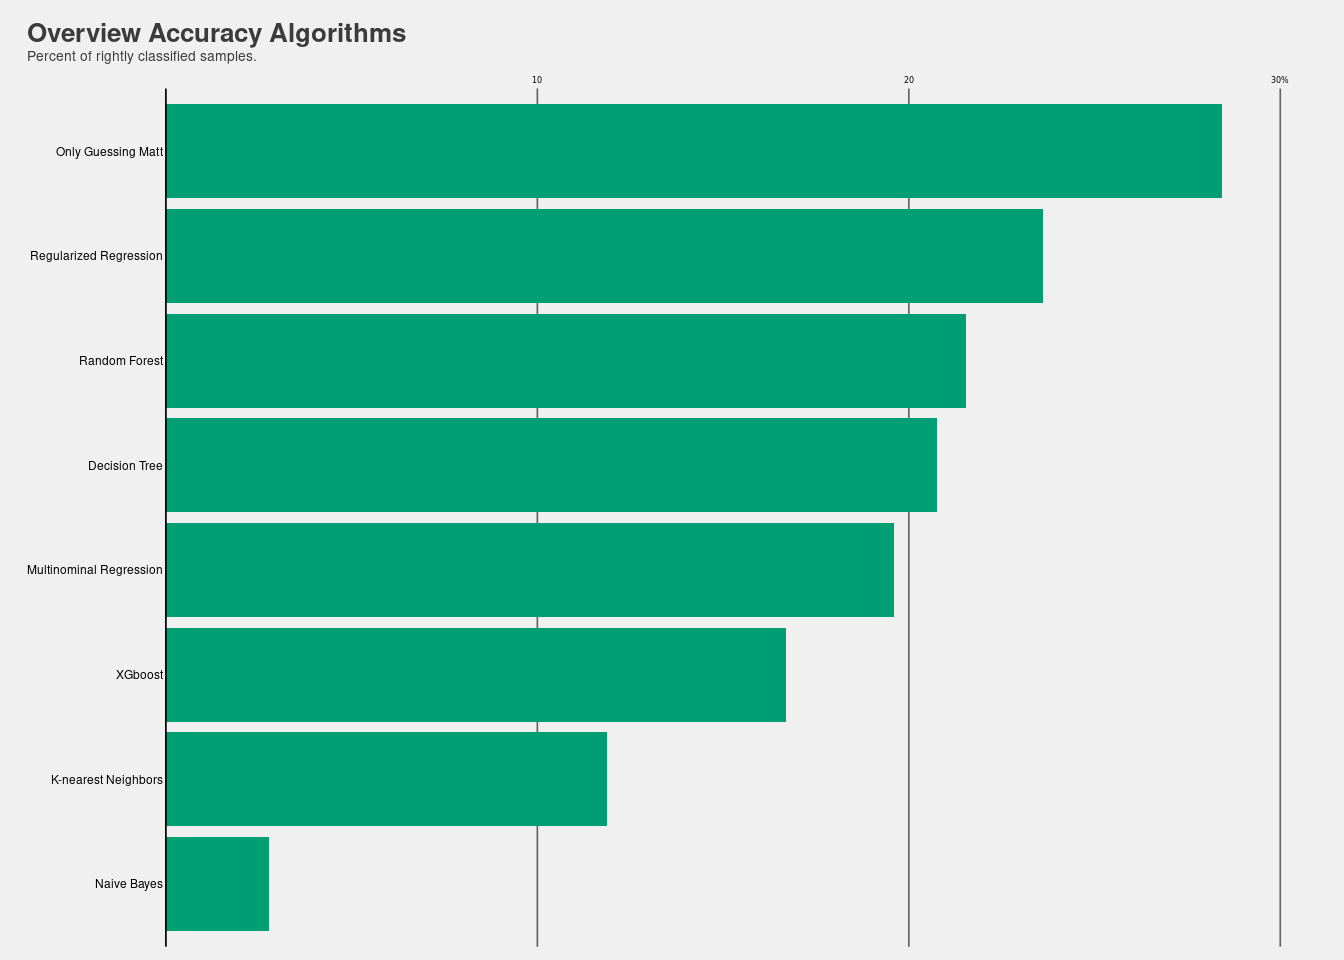 Overview Accuracy Algorithms
Percent of rightly classified samples.
10 20 30%
Only Guessing Matt
Regularized Regression
Random Forest
Decision Tree
Multinominal Regression
XGboost
K-nearest Neighbors
Naive Bayes